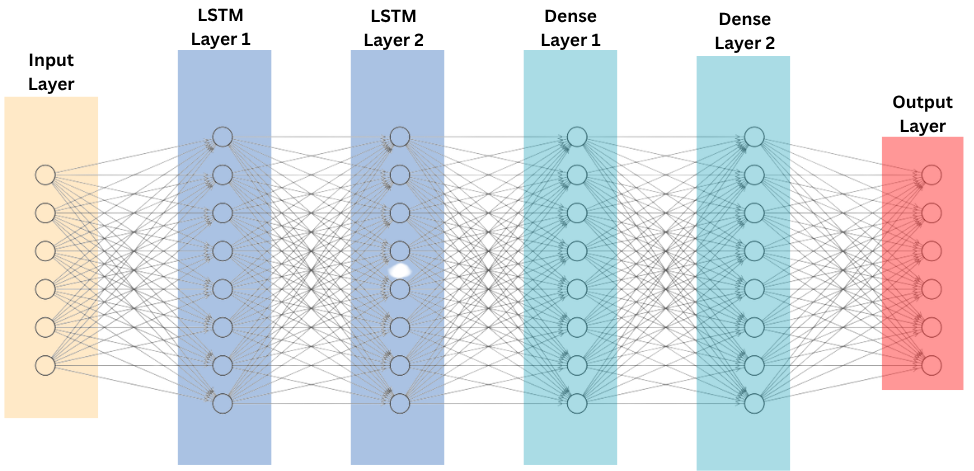 Input
Layer
LSTM
Layer 1
LSTM
Layer 2
Dense
Layer 1
Dense
Layer 2
Output
Layer